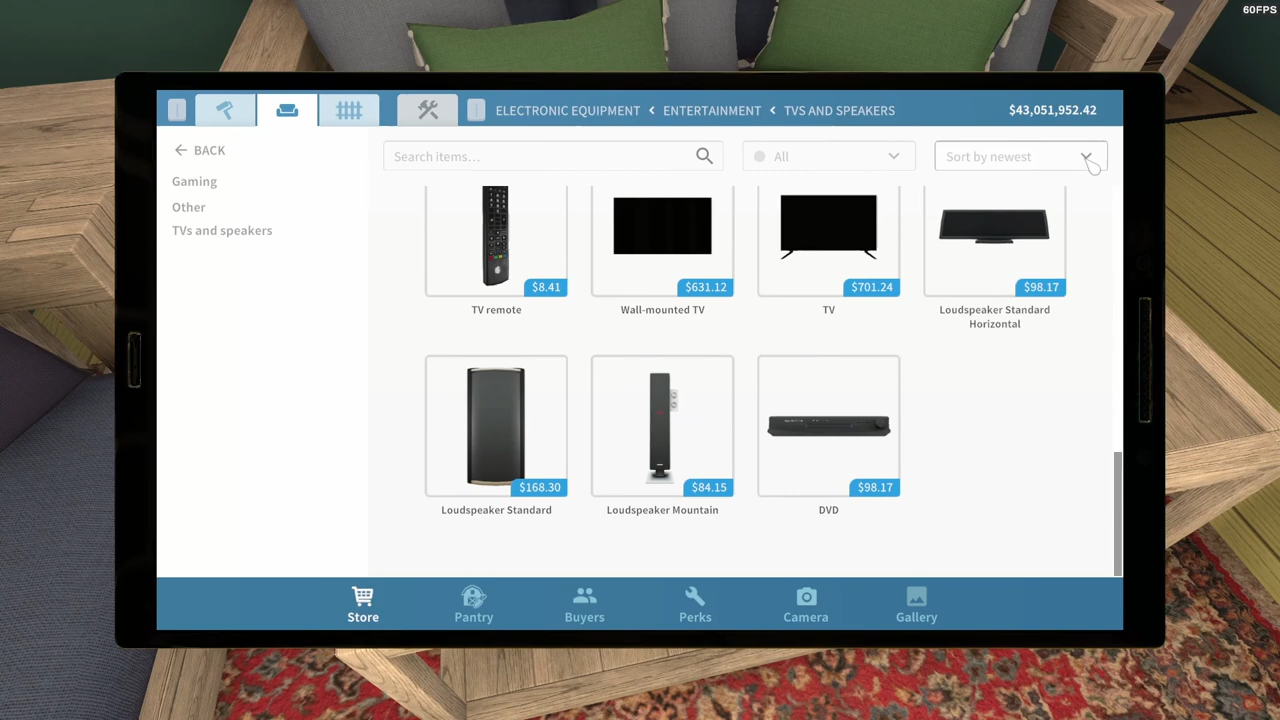 60FPS
ELECTRONIC EQUIPMENT < ENTERTAINMENT < TVS AND SPEAKERS
$43,051,952.42
BACK
Search items...
All
Sort by newest
Gaming
Other
TVs and speakers
$8.41
$631.12
$701.24
$98.17
TV remote
Wall-mounted TV
TV
Loudspeaker Standard
Horizontal
$168.30
$84.15
$98.17
Loudspeaker Standard
Loudspeaker Mountain
DVD
Store
Pantry
Buyers
Perks
Camera
Gallery